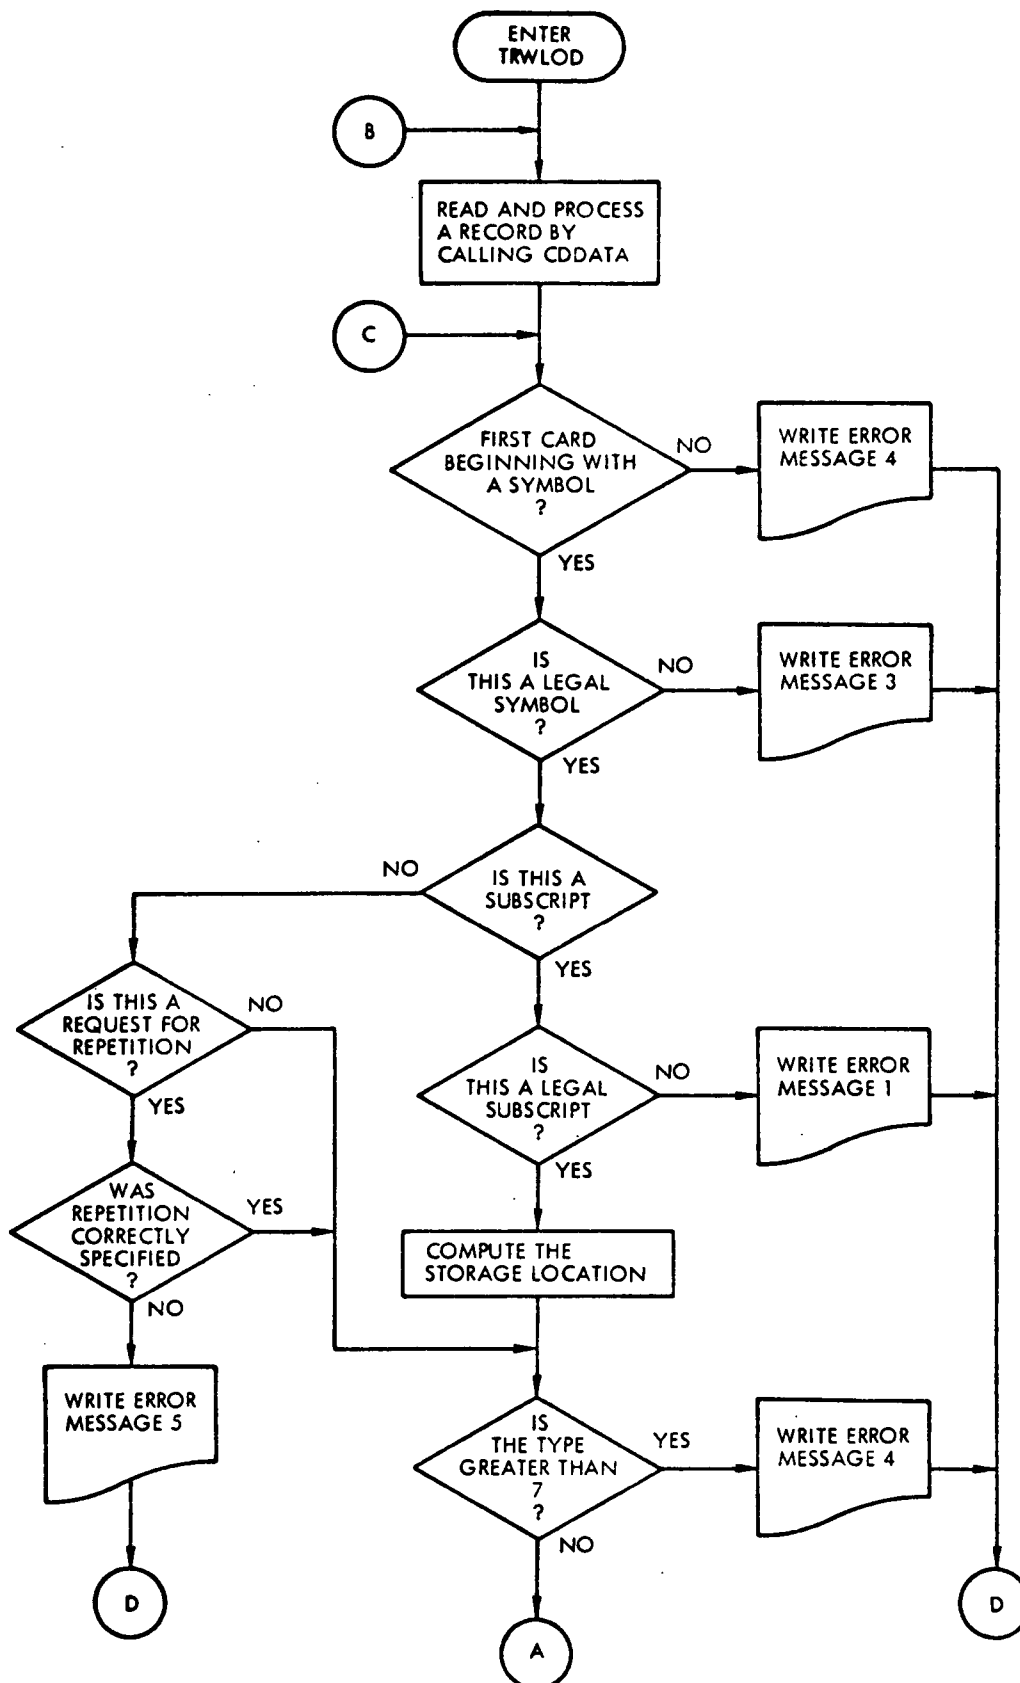 ENTER
TRWLOD
B
READ AND PROCESS
A RECORD BY
CALLING CDDATA
C
FIRST CARD
BEGINNING WITH
A SYMBOL
?
NO
WRITE ERROR
MESSAGE 4
YES
IS
THIS A LEGAL
SYMBOL
?
NO
WRITE ERROR
MESSAGE 3
YES
IS THIS A
SUBSCRIPT
?
NO
YES
IS THIS A
REQUEST FOR
REPETITION
?
NO
YES
IS
THIS A LEGAL
SUBSCRIPT
?
NO
WRITE ERROR
MESSAGE 1
YES
WAS
REPETITION
CORRECTLY
SPECIFIED
?
YES
NO
COMPUTE THE
STORAGE LOCATION
WRITE ERROR
MESSAGE 5
IS
THE TYPE
GREATER THAN
7
?
YES
WRITE ERROR
MESSAGE 4
NO
D
A
D